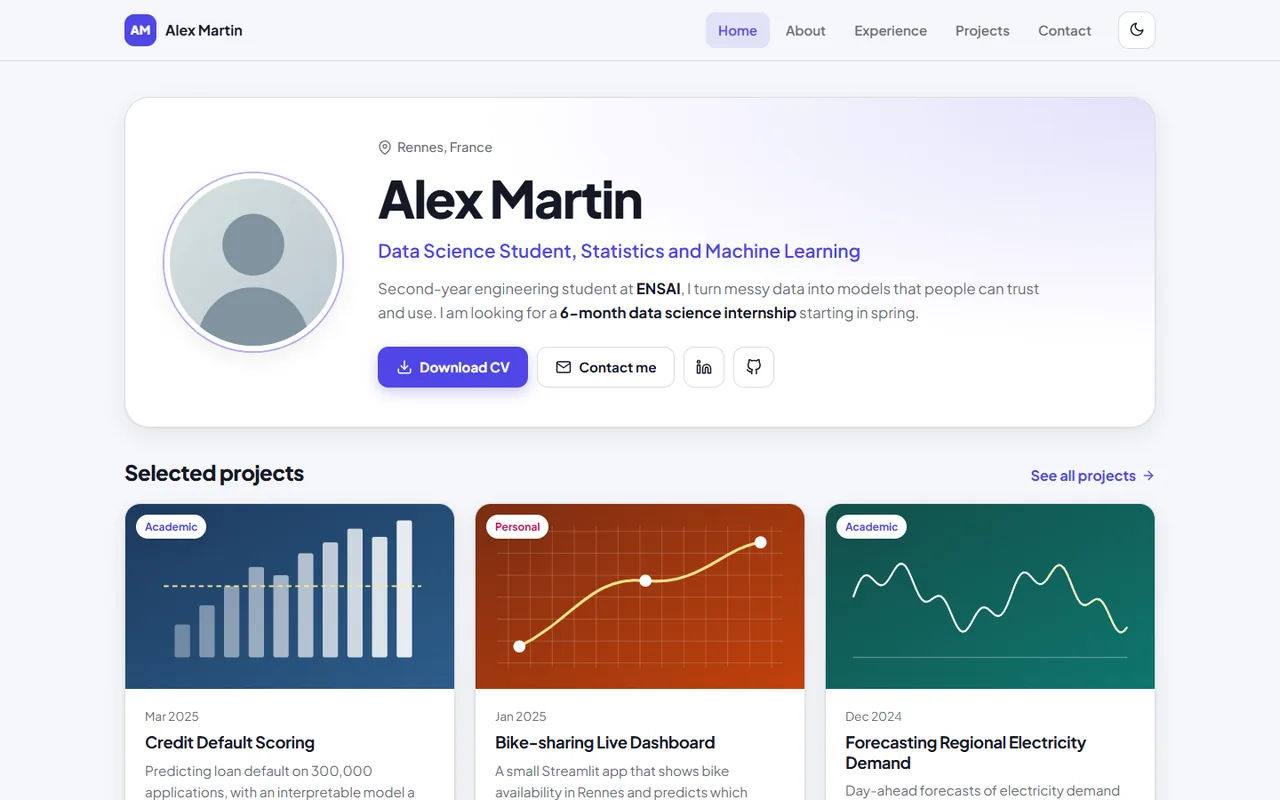 AM Alex Martin
Home About Experience Projects Contact
Rennes, France
Alex Martin
Data Science Student, Statistics and Machine Learning
Second-year engineering student at ENSAI, I turn messy data into models that people can trust
and use. I am looking for a 6-month data science internship starting in spring.
Download CV Contact me
Selected projects
See all projects →
Academic
Mar 2025
Credit Default Scoring
Predicting loan default on 300,000
applications, with an interpretable model a
Personal
Jan 2025
Bike-sharing Live Dashboard
A small Streamlit app that shows bike
availability in Rennes and predicts which
Academic
Dec 2024
Forecasting Regional Electricity
Demand
Day-ahead forecasts of electricity demand